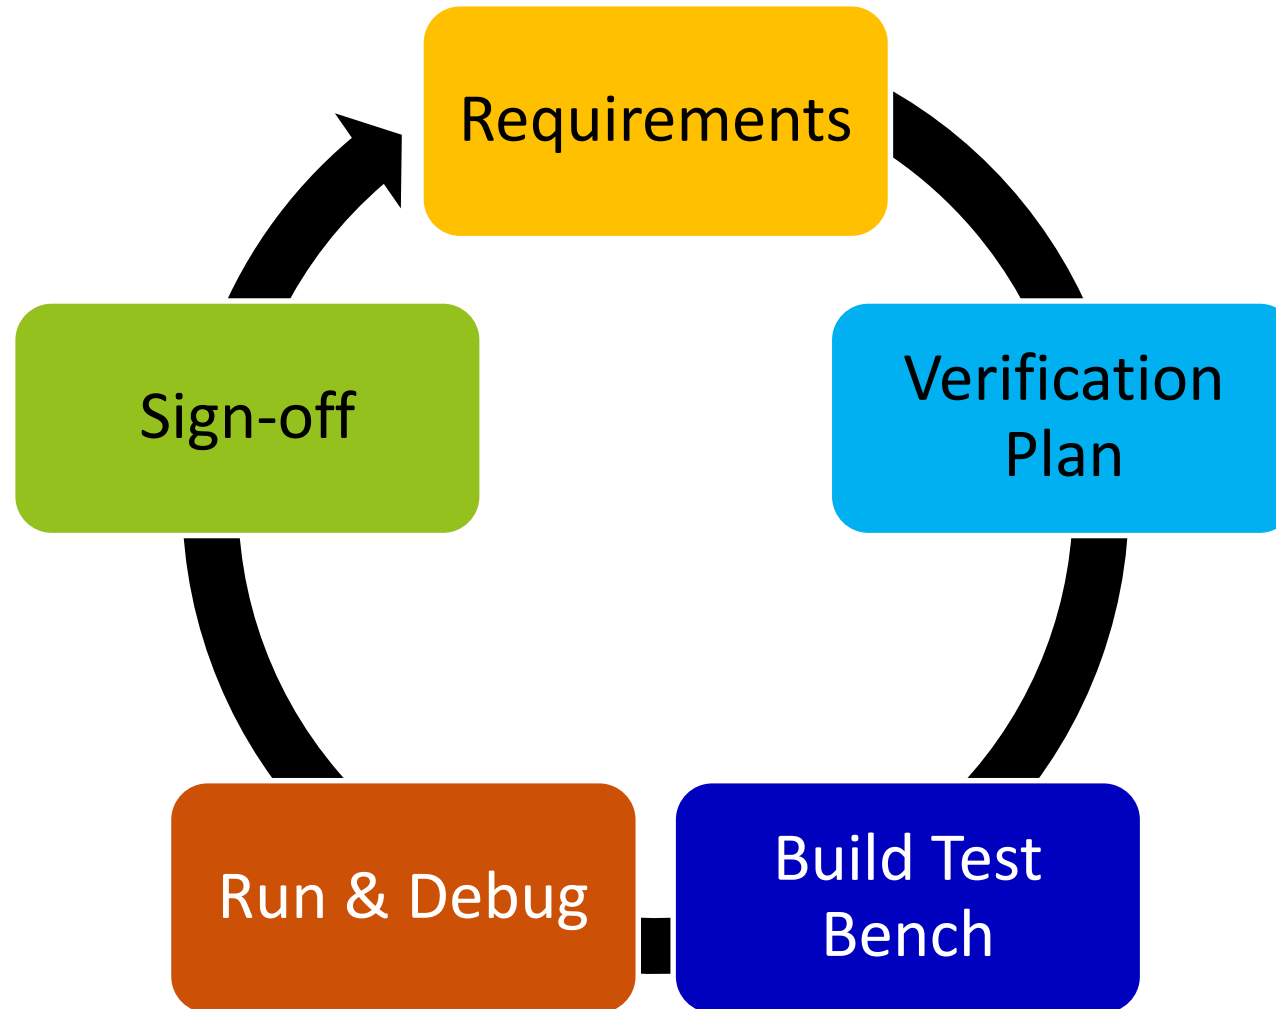 Requirements
Verification
Plan
Build Test
Bench
Run & Debug
Sign-off